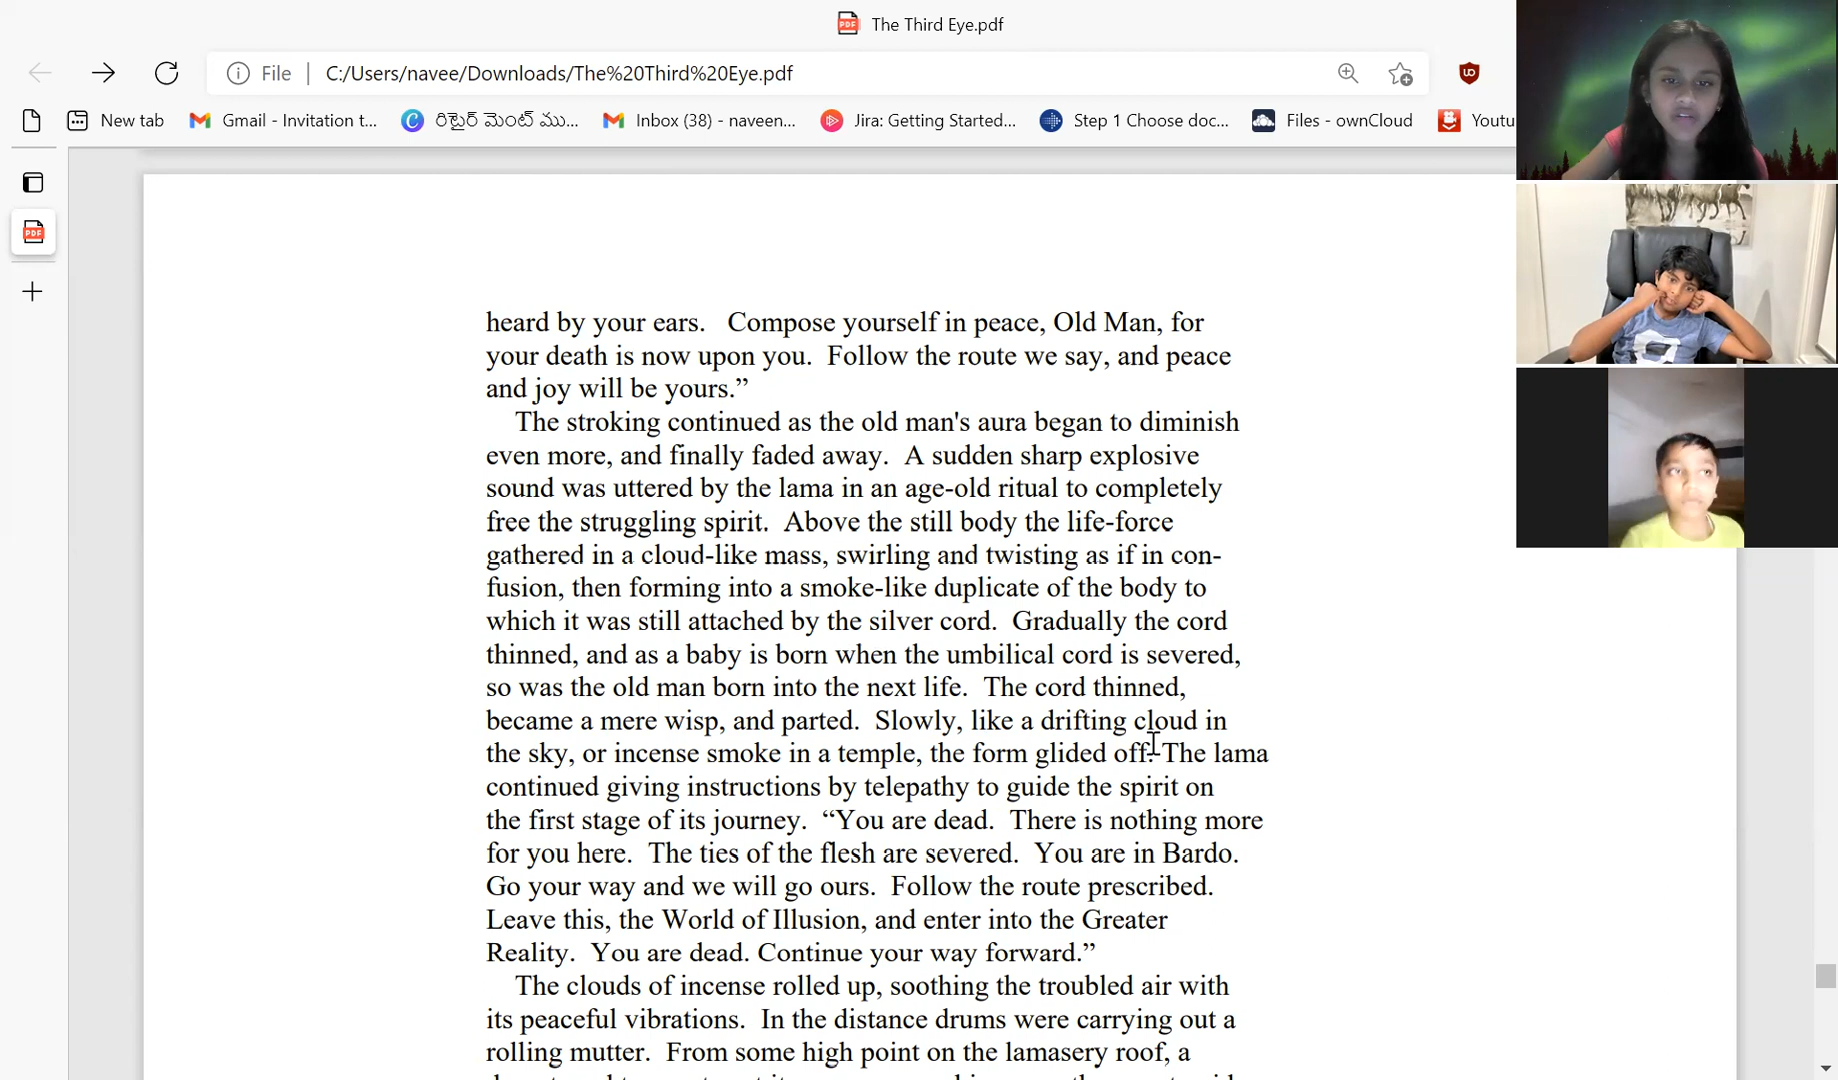 The Third Eye.pdf
File
C:/Users/navee/Downloads/The%20Third%20Eye.pdf
New tab
Gmail - Invitation t...
రిటైర్ మెంట్ ము...
Inbox (38) - naveen...
Jira: Getting Started...
Step 1 Choose doc...
Files - ownCloud
Youtu
heard by your ears.   Compose yourself in peace, Old Man, for
your death is now upon you.  Follow the route we say, and peace
and joy will be yours.”
The stroking continued as the old man's aura began to diminish
even more, and finally faded away.  A sudden sharp explosive
sound was uttered by the lama in an age-old ritual to completely
free the struggling spirit.  Above the still body the life-force
gathered in a cloud-like mass, swirling and twisting as if in con-
fusion, then forming into a smoke-like duplicate of the body to
which it was still attached by the silver cord.  Gradually the cord
thinned, and as a baby is born when the umbilical cord is severed,
so was the old man born into the next life.  The cord thinned,
became a mere wisp, and parted.  Slowly, like a drifting cloud in
the sky, or incense smoke in a temple, the form glided off. The lama
continued giving instructions by telepathy to guide the spirit on
the first stage of its journey.  “You are dead.  There is nothing more
for you here.  The ties of the flesh are severed.  You are in Bardo.
Go your way and we will go ours.  Follow the route prescribed.
Leave this, the World of Illusion, and enter into the Greater
Reality.  You are dead. Continue your way forward.”
The clouds of incense rolled up, soothing the troubled air with
its peaceful vibrations.  In the distance drums were carrying out a
rolling mutter.  From some high point on the lamasery roof, a